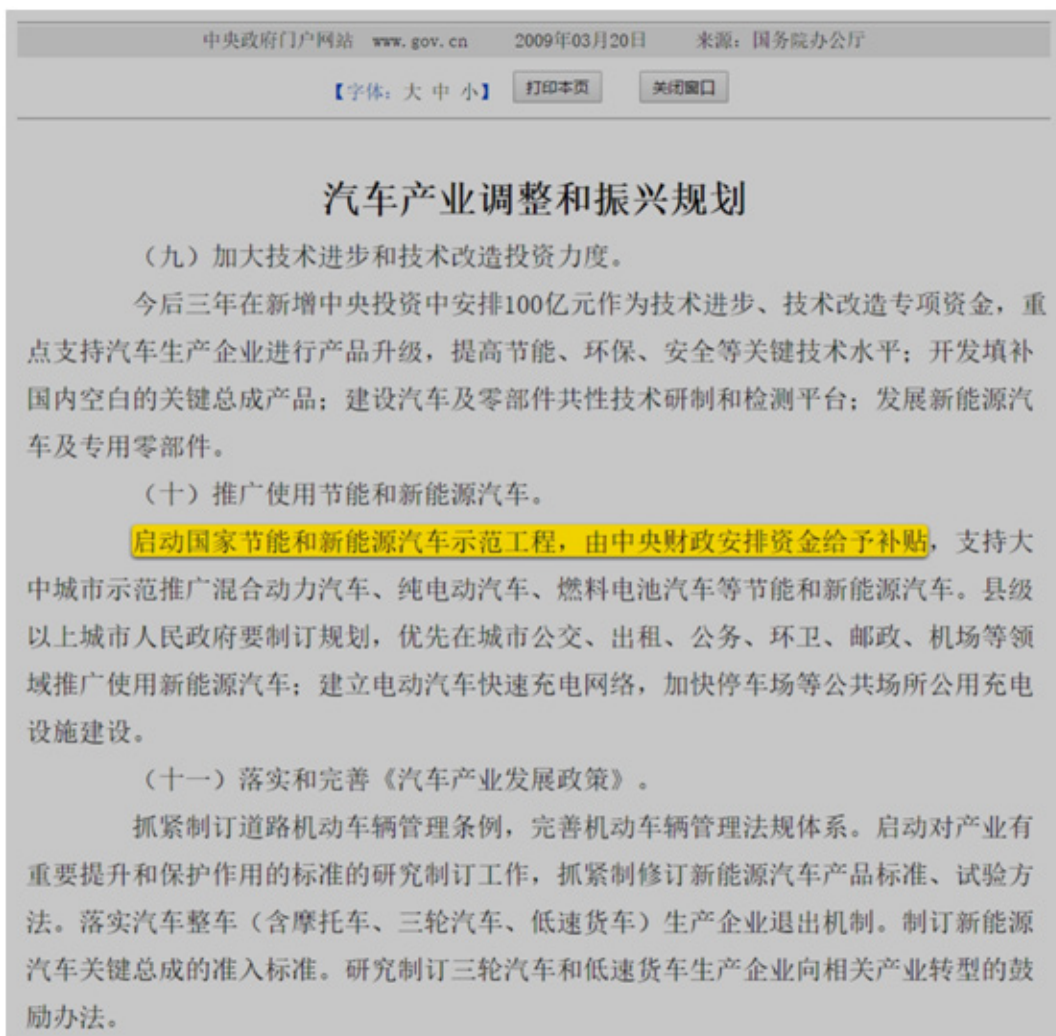 中央政府门户网站 www.gov.cn 2009年03月20日 来源：国务院办公厅
【字体：大 中 小】 打印本页 关闭窗口
汽车产业调整和振兴规划
（九）加大技术进步和技术改造投资力度。
今后三年在新增中央投资中安排100亿元作为技术进步、技术改造专项资金，重
点支持汽车生产企业进行产品升级，提高节能、环保、安全等关键技术水平；开发填补
国内空白的关键总成产品；建设汽车及零部件共性技术研制和检测平台；发展新能源汽
车及专用零部件。
（十）推广使用节能和新能源汽车。
启动国家节能和新能源汽车示范工程，由中央财政安排资金给予补贴，支持大
中城市示范推广混合动力汽车、纯电动汽车、燃料电池汽车等节能和新能源汽车。县级
以上城市人民政府要制订规划，优先在城市公交、出租、公务、环卫、邮政、机场等领
域推广使用新能源汽车；建立电动汽车快速充电网络，加快停车场等公共场所公用充电
设施建设。
（十一）落实和完善《汽车产业发展政策》。
抓紧制订道路机动车辆管理条例，完善机动车辆管理法规体系。启动对产业有
重要提升和保护作用的标准的研究制订工作，抓紧制修订新能源汽车产品标准、试验方
法。落实汽车整车（含摩托车、三轮汽车、低速货车）生产企业退出机制。制订新能源
汽车关键总成的准入标准。研究制订三轮汽车和低速货车生产企业向相关产业转型的鼓
励办法。